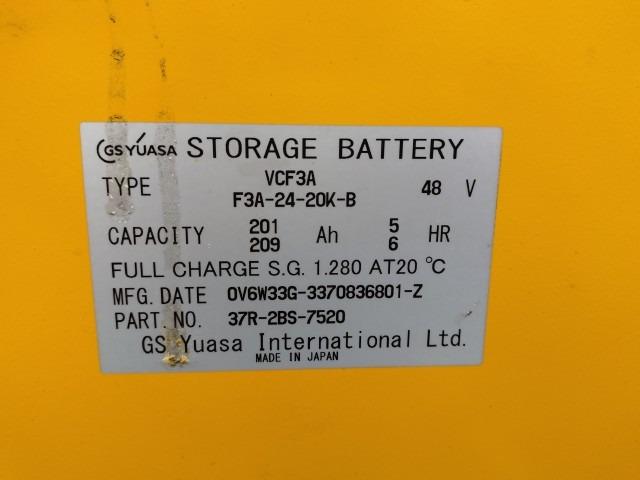 GS YUASA STORAGE BATTERY
TYPE VCF3A 48 V
F3A-24-20K-B
CAPACITY 201 Ah 5 HR
209 6
FULL CHARGE S.G. 1.280 AT20 ℃
MFG. DATE 0V6W33G-3370836801-Z
PART. NO. 37R-2BS-7520
GS Yuasa International Ltd.
MADE IN JAPAN